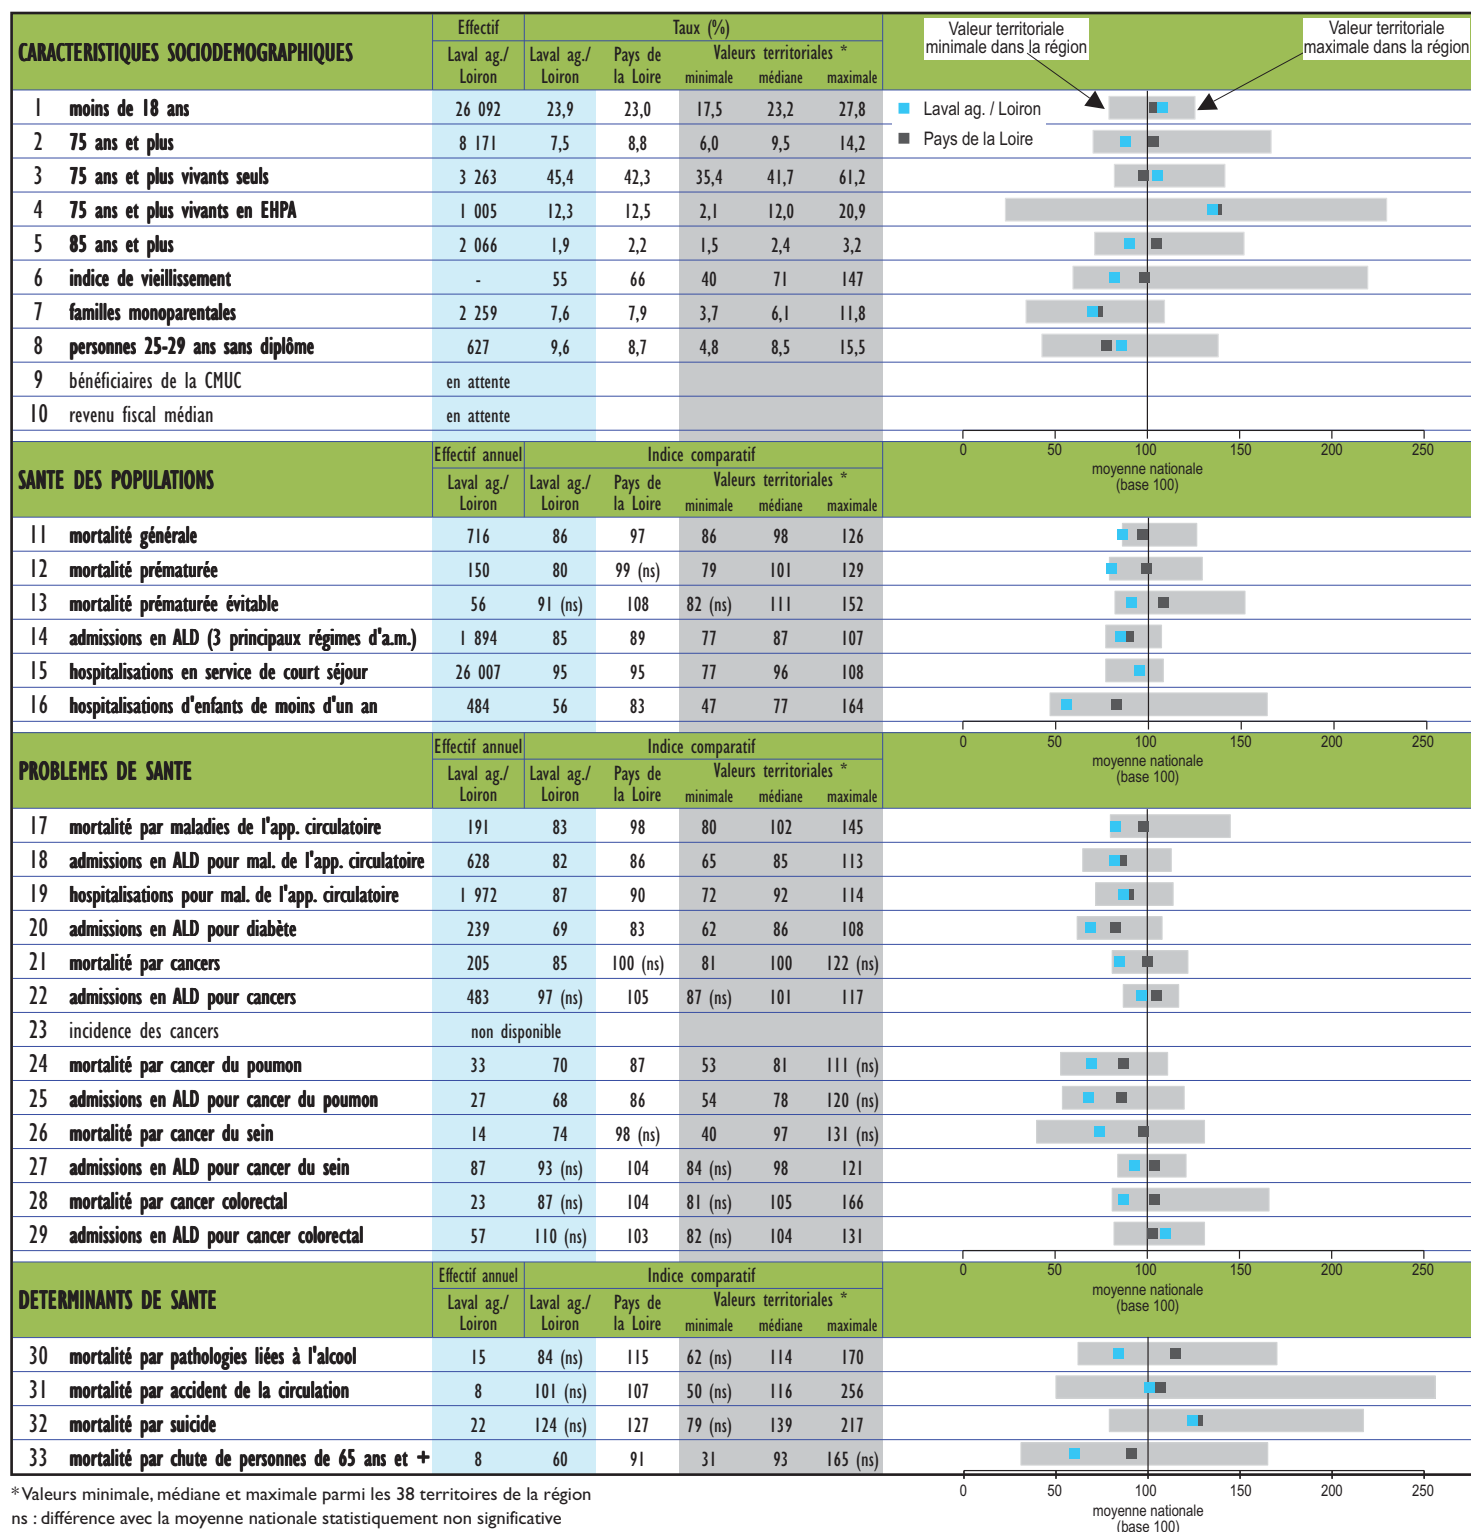 CARACTERISTIQUES SOCIODEMOGRAPHIQUES
Effectif Taux (%)
Laval ag./ Loiron Laval ag./ Loiron Pays de la Loire Valeurs territoriales *
minimale médiane maximale
Valeur territoriale minimale dans la région
Valeur territoriale maximale dans la région
1 moins de 18 ans 26 092 23,9 23,0 17,5 23,2 27,8
Laval ag. / Loiron
2 75 ans et plus 8 171 7,5 8,8 6,0 9,5 14,2
Pays de la Loire
3 75 ans et plus vivants seuls 3 263 45,4 42,3 35,4 41,7 61,2
4 75 ans et plus vivants en EHPA 1 005 12,3 12,5 2,1 12,0 20,9
5 85 ans et plus 2 066 1,9 2,2 1,5 2,4 3,2
6 indice de vieillissement - 55 66 40 71 147
7 familles monoparentales 2 259 7,6 7,9 3,7 6,1 11,8
8 personnes 25-29 ans sans diplôme 627 9,6 8,7 4,8 8,5 15,5
9 bénéficiaires de la CMUC en attente
10 revenu fiscal médian en attente
0 50 100 150 200 250
moyenne nationale
(base 100)
SANTE DES POPULATIONS
Effectif annuel Indice comparatif
Laval ag./ Loiron Laval ag./ Loiron Pays de la Loire Valeurs territoriales *
minimale médiane maximale
11 mortalité générale 716 86 97 86 98 126
12 mortalité prématurée 150 80 99 (ns) 79 101 129
13 mortalité prématurée évitable 56 91 (ns) 108 82 (ns) 111 152
14 admissions en ALD (3 principaux régimes d'a.m.) 1 894 85 89 77 87 107
15 hospitalisations en service de court séjour 26 007 95 95 77 96 108
16 hospitalisations d'enfants de moins d'un an 484 56 83 47 77 164
0 50 100 150 200 250
moyenne nationale
(base 100)
PROBLEMES DE SANTE
Effectif annuel Indice comparatif
Laval ag./ Loiron Laval ag./ Loiron Pays de la Loire Valeurs territoriales *
minimale médiane maximale
17 mortalité par maladies de l'app. circulatoire 191 83 98 80 102 145
18 admissions en ALD pour mal. de l'app. circulatoire 628 82 86 65 85 113
19 hospitalisations pour mal. de l'app. circulatoire 1 972 87 90 72 92 114
20 admissions en ALD pour diabète 239 69 83 62 86 108
21 mortalité par cancers 205 85 100 (ns) 81 100 122 (ns)
22 admissions en ALD pour cancers 483 97 (ns) 105 87 (ns) 101 117
23 incidence des cancers non disponible
24 mortalité par cancer du poumon 33 70 87 53 81 111 (ns)
25 admissions en ALD pour cancer du poumon 27 68 86 54 78 120 (ns)
26 mortalité par cancer du sein 14 74 98 (ns) 40 97 131 (ns)
27 admissions en ALD pour cancer du sein 87 93 (ns) 104 84 (ns) 98 121
28 mortalité par cancer colorectal 23 87 (ns) 104 81 (ns) 105 166
29 admissions en ALD pour cancer colorectal 57 110 (ns) 103 82 (ns) 104 131
0 50 100 150 200 250
moyenne nationale
(base 100)
DETERMINANTS DE SANTE
Effectif annuel Indice comparatif
Laval ag./ Loiron Laval ag./ Loiron Pays de la Loire Valeurs territoriales *
minimale médiane maximale
30 mortalité par pathologies liées à l'alcool 15 84 (ns) 115 62 (ns) 114 170
31 mortalité par accident de la circulation 8 101 (ns) 107 50 (ns) 116 256
32 mortalité par suicide 22 124 (ns) 127 79 (ns) 139 217
33 mortalité par chute de personnes de 65 ans et + 8 60 91 31 93 165 (ns)
0 50 100 150 200 250
moyenne nationale
(base 100)
* Valeurs minimale, médiane et maximale parmi les 38 territoires de la région
ns : différence avec la moyenne nationale statistiquement non significative